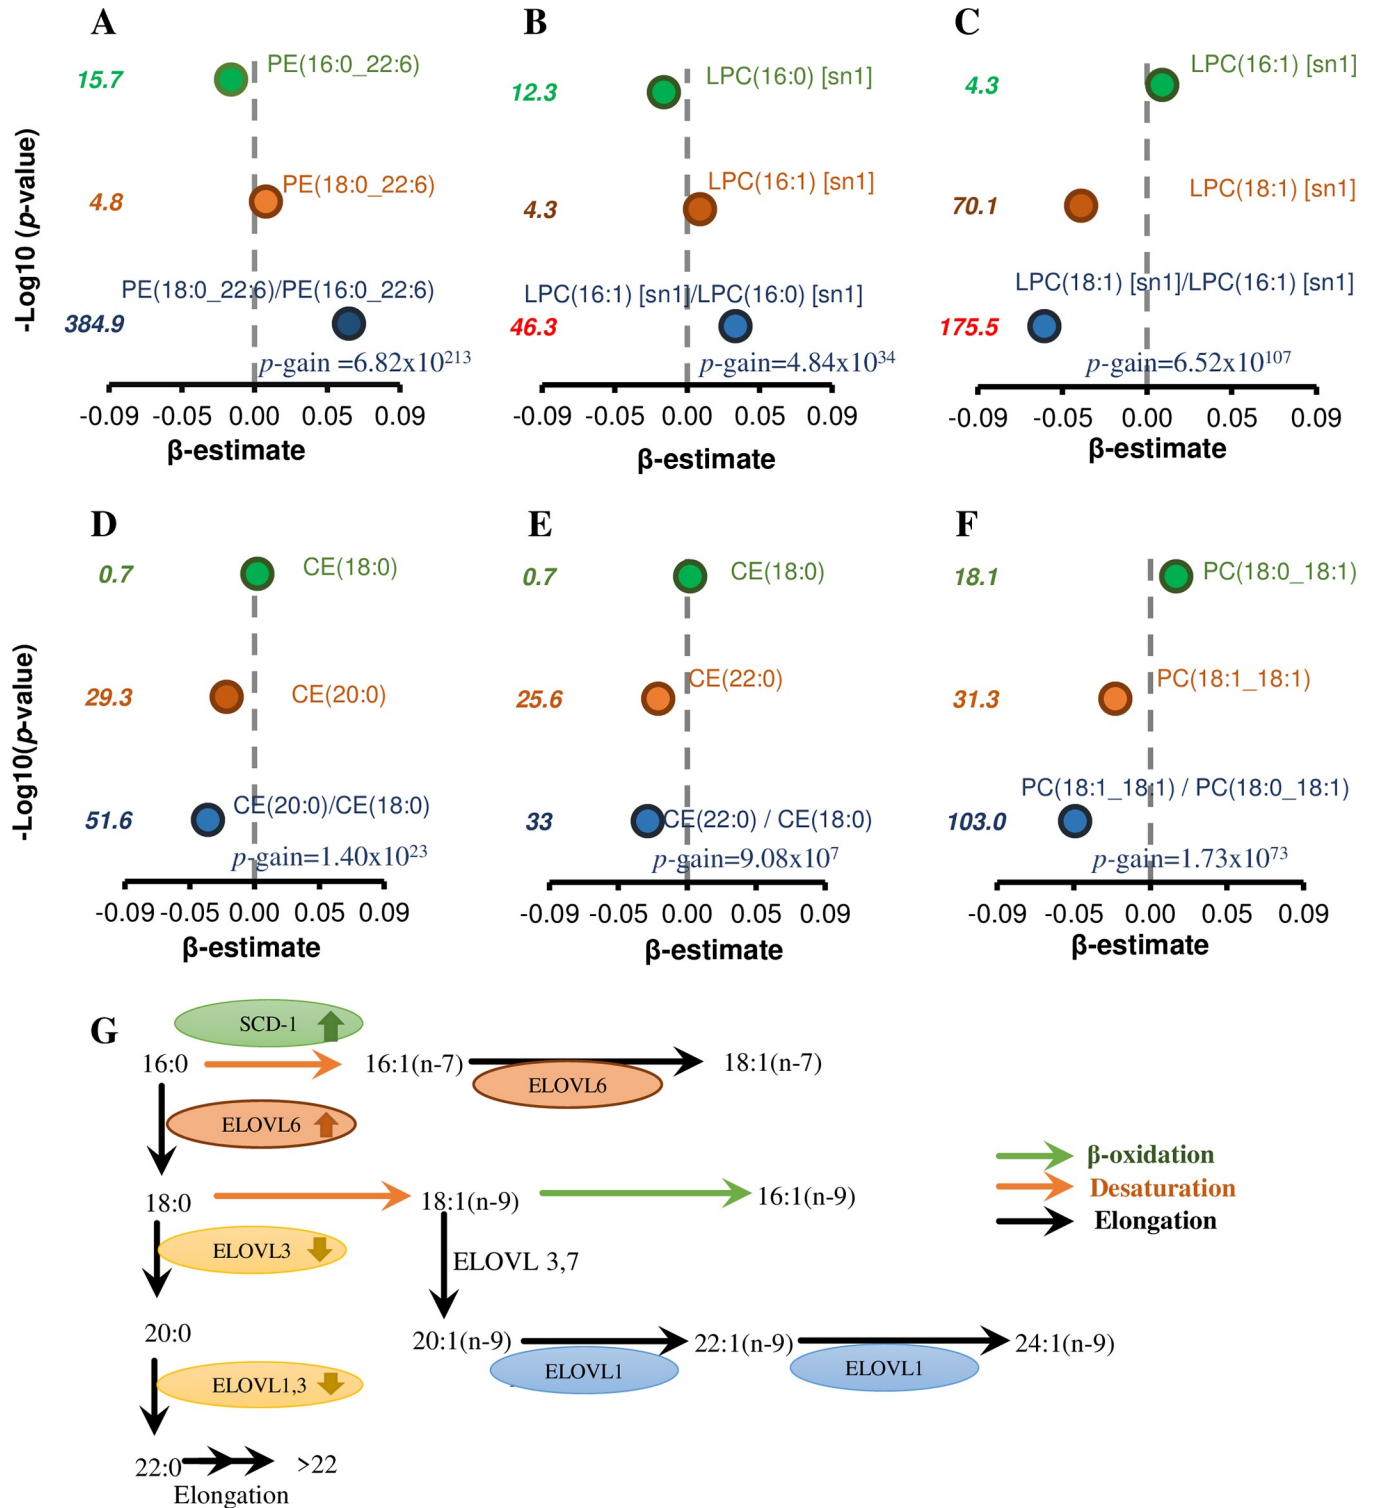 A
15.7
PE(16:0_22:6)
4.8
PE(18:0_22:6)
PE(18:0_22:6)/PE(16:0_22:6)
384.9
p-gain =6.82x10²¹³
-0.09 -0.05 0.00 0.05 0.09
β-estimate
-Log10 (p-value)
B
12.3
LPC(16:0) [sn1]
4.3
LPC(16:1) [sn1]
LPC(16:1) [sn1]/LPC(16:0) [sn1]
46.3
p-gain=4.84x10³⁴
-0.09 -0.05 0.00 0.05 0.09
β-estimate
C
4.3
LPC(16:1) [sn1]
70.1
LPC(18:1) [sn1]
LPC(18:1) [sn1]/LPC(16:1) [sn1]
175.5
p-gain=6.52x10¹⁰⁷
-0.09 -0.05 0.00 0.05 0.09
β-estimate
D
0.7
CE(18:0)
29.3
CE(20:0)
51.6
CE(20:0)/CE(18:0)
p-gain=1.40x10²³
-0.09 -0.05 0.00 0.05 0.09
β-estimate
-Log10(p-value)
E
0.7
CE(18:0)
25.6
CE(22:0)
33
CE(22:0) / CE(18:0)
p-gain=9.08x10⁷
-0.09 -0.05 0.00 0.05 0.09
β-estimate
F
18.1
PC(18:0_18:1)
31.3
PC(18:1_18:1)
PC(18:1_18:1) / PC(18:0_18:1)
103.0
p-gain=1.73x10⁷³
-0.09 -0.05 0.00 0.05 0.09
β-estimate
G
SCD-1
16:0 16:1(n-7) 18:1(n-7)
ELOVL6
ELOVL6
18:0 18:1(n-9) 16:1(n-9)
β-oxidation
Desaturation
Elongation
ELOVL3
ELOVL 3,7
20:0 20:1(n-9) 22:1(n-9) 24:1(n-9)
ELOVL1
ELOVL1
ELOVL1,3
22:0 >22
Elongation